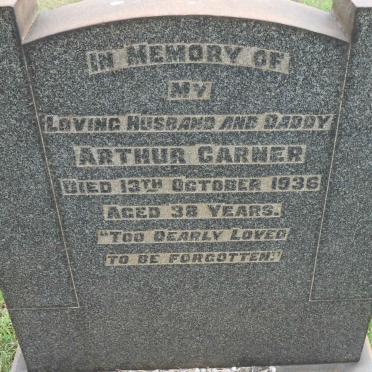 In Memory of
My
Loving Husband and Daddy
Arthur Garner
Died 13th October 1936
Aged 38 Years.
"Too Dearly Loved
to be forgotten."